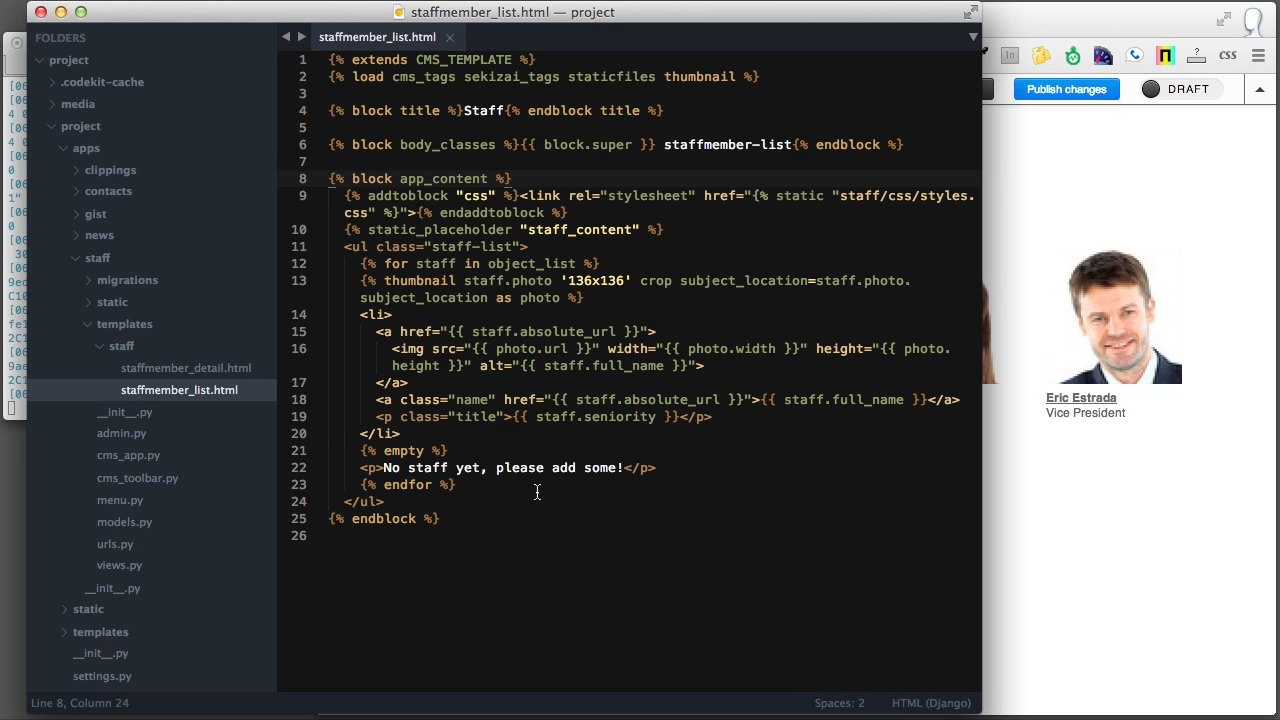 staffmember_list.html — project
FOLDERS
project
.codekit-cache
media
project
apps
clippings
contacts
gist
news
staff
migrations
static
templates
staff
staffmember_detail.html
staffmember_list.html
__init__.py
admin.py
cms_app.py
cms_toolbar.py
menu.py
models.py
urls.py
views.py
__init__.py
static
templates
__init__.py
settings.py
staffmember_list.html
1 {% extends CMS_TEMPLATE %}
2 {% load cms_tags sekizai_tags staticfiles thumbnail %}
3
4 {% block title %}Staff{% endblock title %}
5
6 {% block body_classes %}{{ block.super }} staffmember-list{% endblock %}
7
8 {% block app_content %}
9 {% addtoblock "css" %}<link rel="stylesheet" href="{% static "staff/css/styles.
css" %}">{% endaddtoblock %}
10 {% static_placeholder "staff_content" %}
11 <ul class="staff-list">
12 {% for staff in object_list %}
13 {% thumbnail staff.photo '136x136' crop subject_location=staff.photo.
subject_location as photo %}
14 <li>
15 <a href="{{ staff.absolute_url }}">
16 <img src="{{ photo.url }}" width="{{ photo.width }}" height="{{ photo.
height }}" alt="{{ staff.full_name }}">
17 </a>
18 <a class="name" href="{{ staff.absolute_url }}">{{ staff.full_name }}</a>
19 <p class="title">{{ staff.seniority }}</p>
20 </li>
21 {% empty %}
22 <p>No staff yet, please add some!</p>
23 {% endfor %}
24 </ul>
25 {% endblock %}
26
Line 8, Column 24
Spaces: 2
HTML (Django)
css
Publish changes
DRAFT
Eric Estrada
Vice President